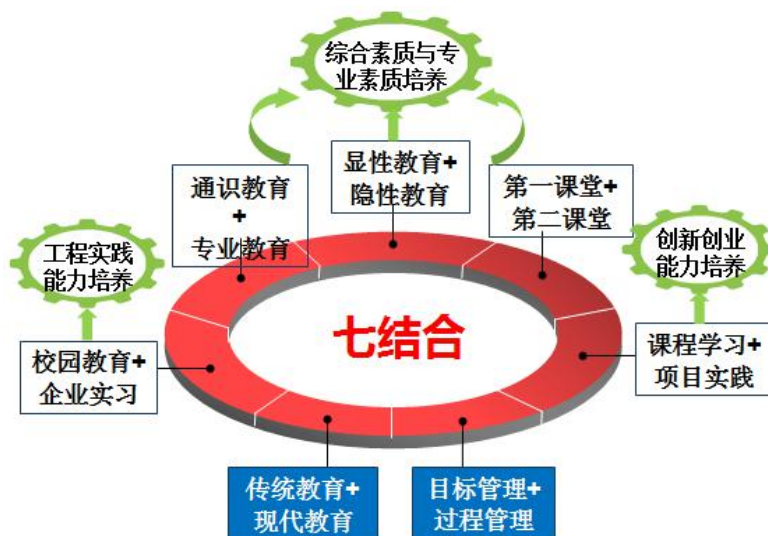 综合素质与专
业素质培养
显性教育+
隐性教育
通识教育
+
专业教育
第一课堂+
第二课堂
工程实践
能力培养
创新创业
能力培养
七结合
校园教育+
企业实习
课程学习+
项目实践
传统教育+
现代教育
目标管理+
过程管理